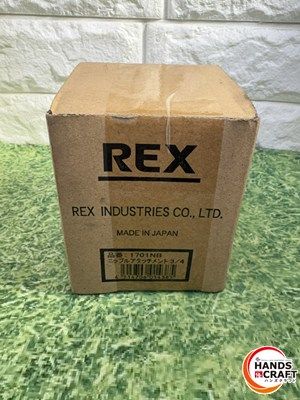 REX
REX INDUSTRIES CO., LTD.
MADE IN JAPAN
品番: 1701NB
ニップルアタッチメント3/4
HANDS
CRAFT
ハンズクラフト